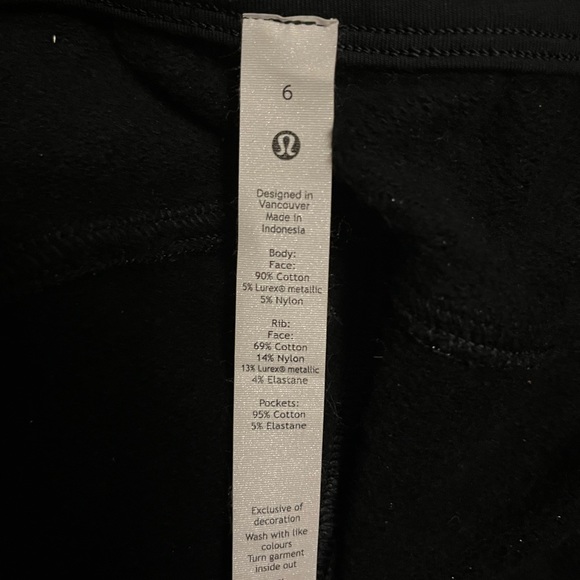 6
Designed in
Vancouver
Made in
Indonesia
Body:
Face:
90% Cotton
5% Lurex® metallic
5% Nylon
Rib:
Face:
69% Cotton
14% Nylon
13% Lurex® metallic
4% Elastane
Pockets:
95% Cotton
5% Elastane
Exclusive of
decoration
Wash with like
colours
Turn garment
inside out